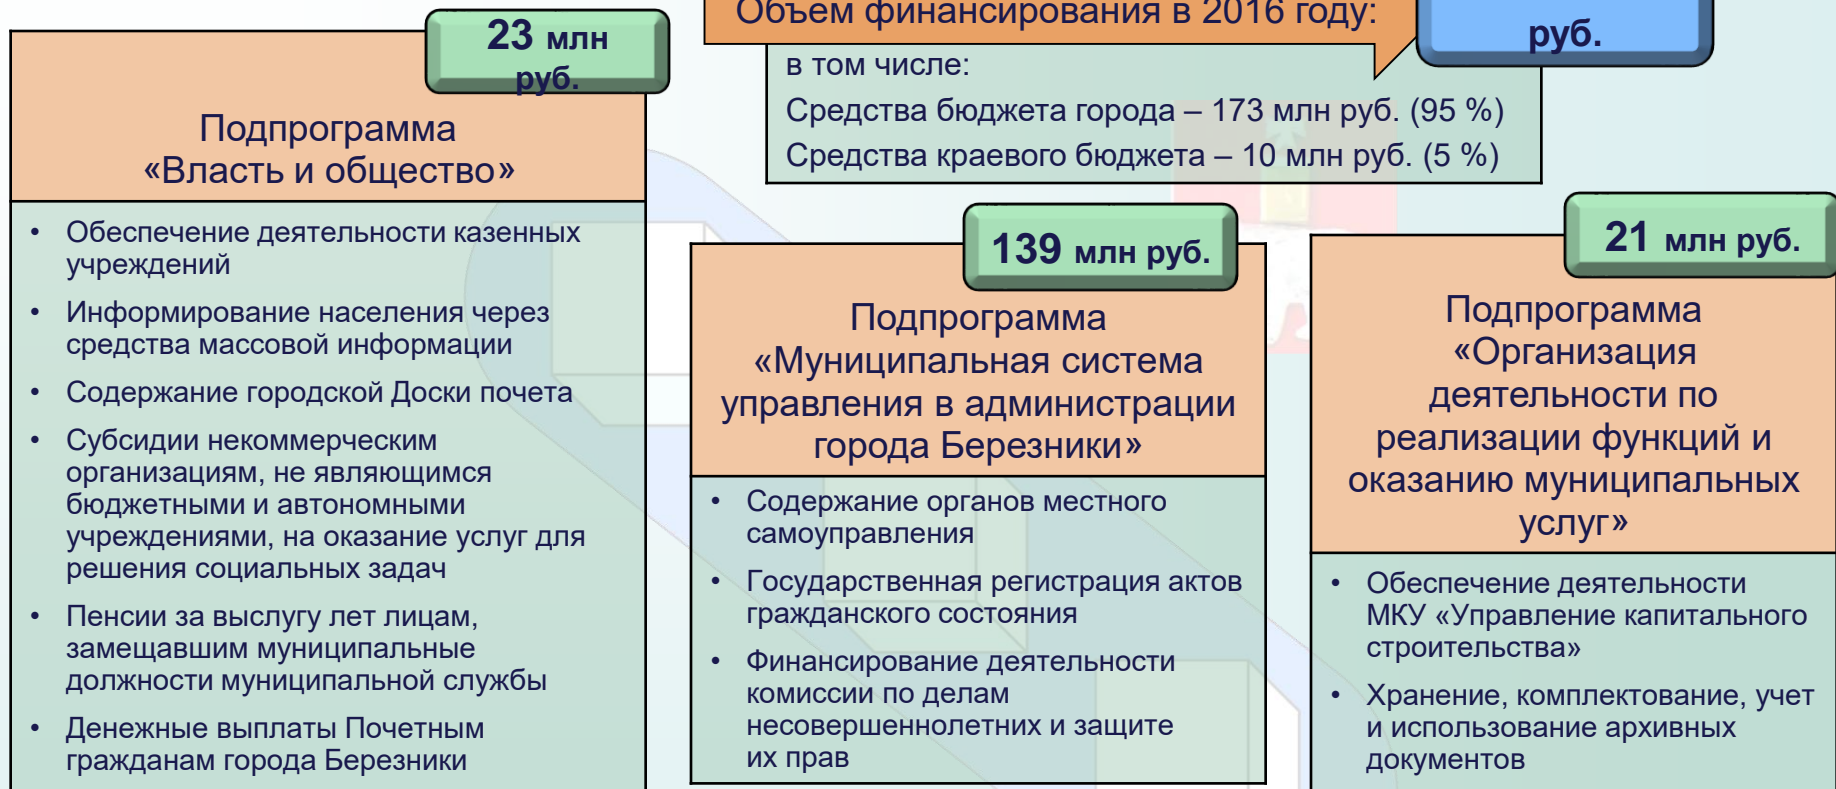 23 млн
руб.
Подпрограмма
«Власть и общество»
• Обеспечение деятельности казенных
учреждений
• Информирование населения через
средства массовой информации
• Содержание городской Доски почета
• Субсидии некоммерческим
организациям, не являющимся
бюджетными и автономными
учреждениями, на оказание услуг для
решения социальных задач
• Пенсии за выслугу лет лицам,
замещавшим муниципальные
должности муниципальной службы
• Денежные выплаты Почетным
гражданам города Березники
Объем финансирования в 2016 году:
руб.
в том числе:
Средства бюджета города – 173 млн руб. (95 %)
Средства краевого бюджета – 10 млн руб. (5 %)
139 млн руб.
Подпрограмма
«Муниципальная система
управления в администрации
города Березники»
• Содержание органов местного
самоуправления
• Государственная регистрация актов
гражданского состояния
• Финансирование деятельности
комиссии по делам
несовершеннолетних и защите
их прав
21 млн руб.
Подпрограмма
«Организация
деятельности по
реализации функций и
оказанию муниципальных
услуг»
• Обеспечение деятельности
МКУ «Управление капитального
строительства»
• Хранение, комплектование, учет
и использование архивных
документов